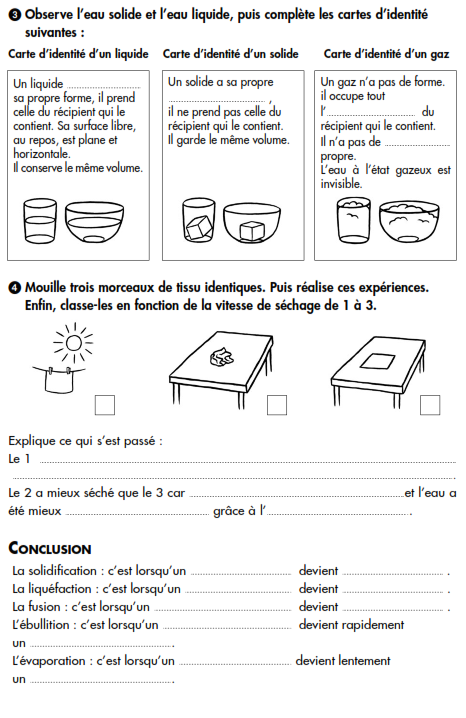 ❸ Observe l'eau solide et l'eau liquide, puis complète les cartes d'identité
suivantes :
Carte d'identité d'un liquide
Un liquide ........................
sa propre forme, il prend
celle du récipient qui le
contient. Sa surface libre,
au repos, est plane et
horizontale.
Il conserve le même volume.
Carte d'identité d'un solide
Un solide a sa propre
.............................. ,
il ne prend pas celle du
récipient qui le contient.
Il garde le même volume.
Carte d'identité d'un gaz
Un gaz n'a pas de forme.
il occupe tout
l'.............................. du
récipient qui le contient.
Il n'a pas de ......................
propre.
L'eau à l'état gazeux est
invisible.
❹ Mouille trois morceaux de tissu identiques. Puis réalise ces expériences.
Enfin, classe-les en fonction de la vitesse de séchage de 1 à 3.
Explique ce qui s'est passé :
Le 1 ............................................................
............................................................ .
Le 2 a mieux séché que le 3 car ........................................ et l'eau a
été mieux .............................. grâce à l'.............................. .
CONCLUSION
La solidification : c'est lorsqu'un .............................. devient .............................. .
La liquéfaction : c'est lorsqu'un .............................. devient .............................. .
La fusion : c'est lorsqu'un .............................. devient .............................. .
L'ébullition : c'est lorsqu'un .............................. devient rapidement
un .............................. .
L'évaporation : c'est lorsqu'un .............................. devient lentement
un .............................. .